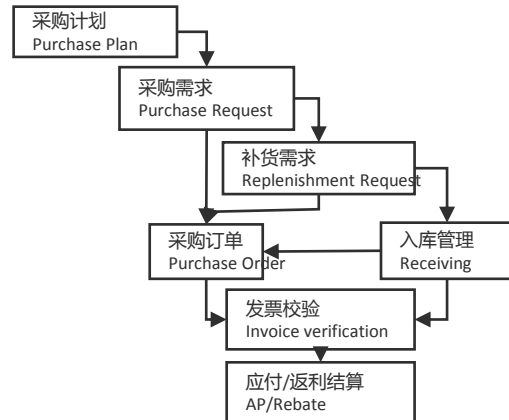 采购计划
Purchase Plan
采购需求
Purchase Request
补货需求
Replenishment Request
采购订单
Purchase Order
入库管理
Receiving
发票校验
Invoice verification
应付/返利结算
AP/Rebate